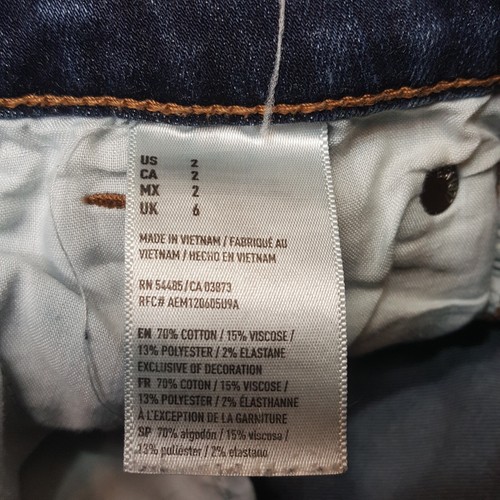 US 2
CA 2
MX 2
UK 6
MADE IN VIETNAM / FABRIQUÉ AU
VIETNAM / HECHO EN VIETNAM
RN 54485 / CA 03873
RFC# AEM120605U9A
EN 70% COTTON / 15% VISCOSE /
13% POLYESTER / 2% ELASTANE
EXCLUSIVE OF DECORATION
FR 70% COTON / 15% VISCOSE /
13% POLYESTER / 2% ÉLASTHANNE
À L'EXCEPTION DE LA GARNITURE
SP 70% algodón / 15% viscosa /
13% poliéster / 2% elastano